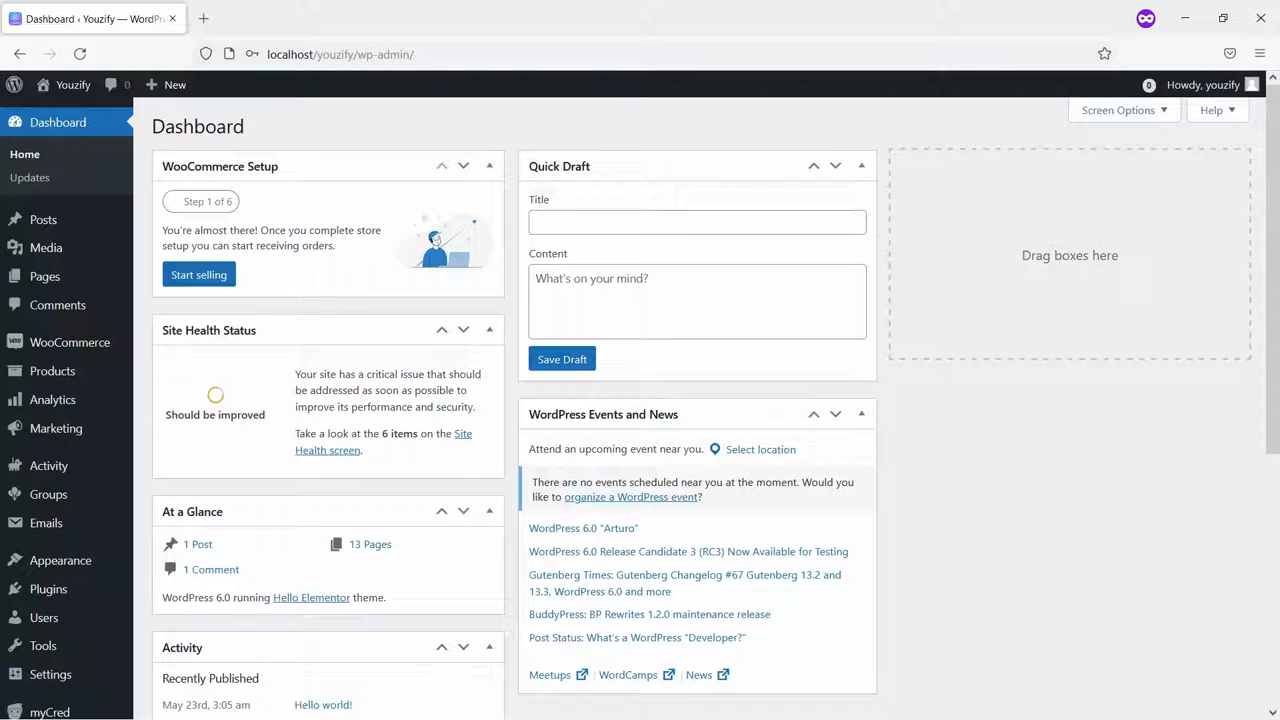 Dashboard ‹ Youzify — WordPr
localhost/youzify/wp-admin/
Youzify
0
New
0
Howdy, youzify
Dashboard
Home
Updates
Posts
Media
Pages
Comments
WooCommerce
Products
Analytics
Marketing
Activity
Groups
Emails
Appearance
Plugins
Users
Tools
Settings
myCred
Screen Options
Help
Dashboard
WooCommerce Setup
Step 1 of 6
You're almost there! Once you complete store
setup you can start receiving orders.
Start selling
Site Health Status
Should be improved
Your site has a critical issue that should
be addressed as soon as possible to
improve its performance and security.
Take a look at the 6 items on the Site
Health screen.
At a Glance
1 Post
13 Pages
1 Comment
WordPress 6.0 running Hello Elementor theme.
Activity
Recently Published
May 23rd, 3:05 am
Hello world!
Quick Draft
Title
Content
What's on your mind?
Save Draft
WordPress Events and News
Attend an upcoming event near you.
Select location
There are no events scheduled near you at the moment. Would you
like to organize a WordPress event?
WordPress 6.0 "Arturo"
WordPress 6.0 Release Candidate 3 (RC3) Now Available for Testing
Gutenberg Times: Gutenberg Changelog #67 Gutenberg 13.2 and
13.3, WordPress 6.0 and more
BuddyPress: BP Rewrites 1.2.0 maintenance release
Post Status: What's a WordPress "Developer?"
Meetups | WordCamps | News
Drag boxes here